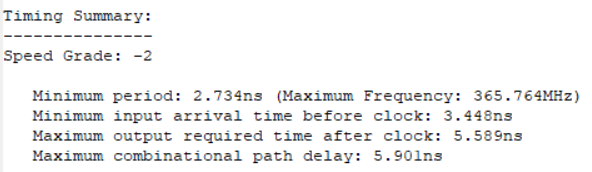 Timing Summary:
---------------
Speed Grade: -2
Minimum period: 2.734ns (Maximum Frequency: 365.764MHz)
Minimum input arrival time before clock: 3.448ns
Maximum output required time after clock: 5.589ns
Maximum combinational path delay: 5.901ns